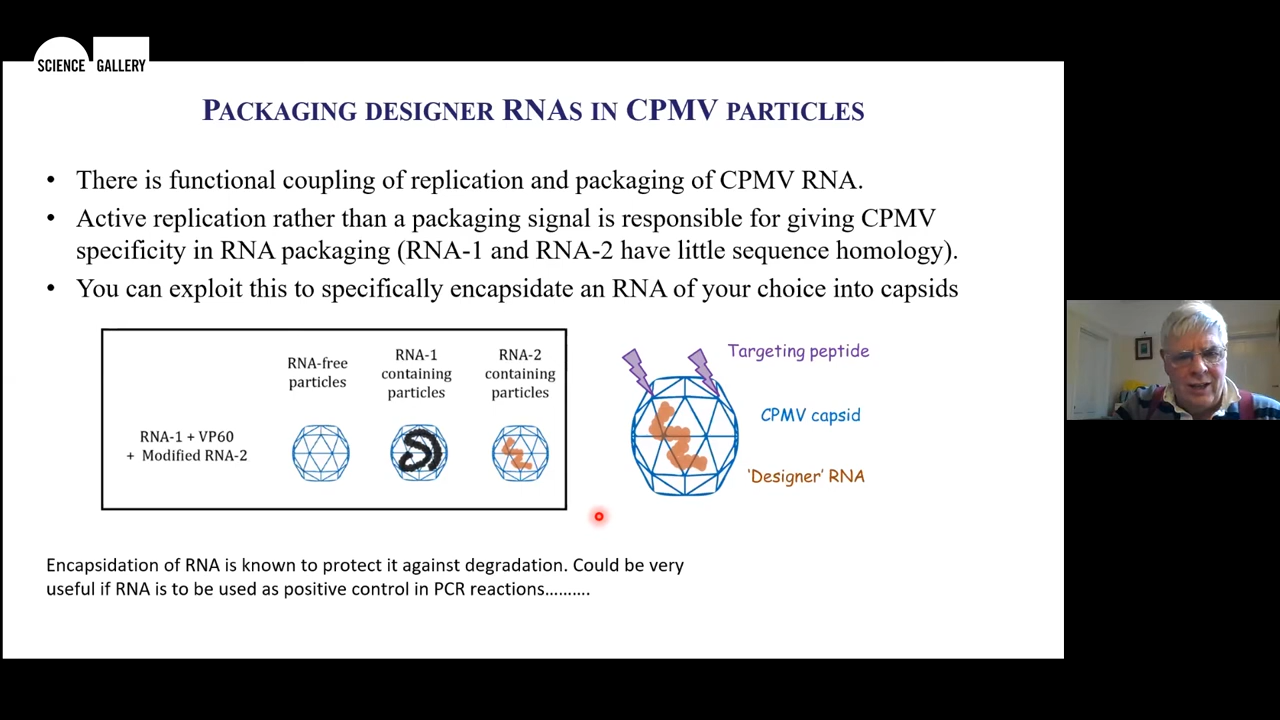 SCIENCE GALLERY
PACKAGING DESIGNER RNAS IN CPMV PARTICLES
• There is functional coupling of replication and packaging of CPMV RNA.
• Active replication rather than a packaging signal is responsible for giving CPMV
specificity in RNA packaging (RNA-1 and RNA-2 have little sequence homology).
• You can exploit this to specifically encapsidate an RNA of your choice into capsids
RNA-free
particles
RNA-1
containing
particles
RNA-2
containing
particles
RNA-1 + VP60
+ Modified RNA-2
Targeting peptide
CPMV capsid
'Designer' RNA
Encapsidation of RNA is known to protect it against degradation. Could be very
useful if RNA is to be used as positive control in PCR reactions……….